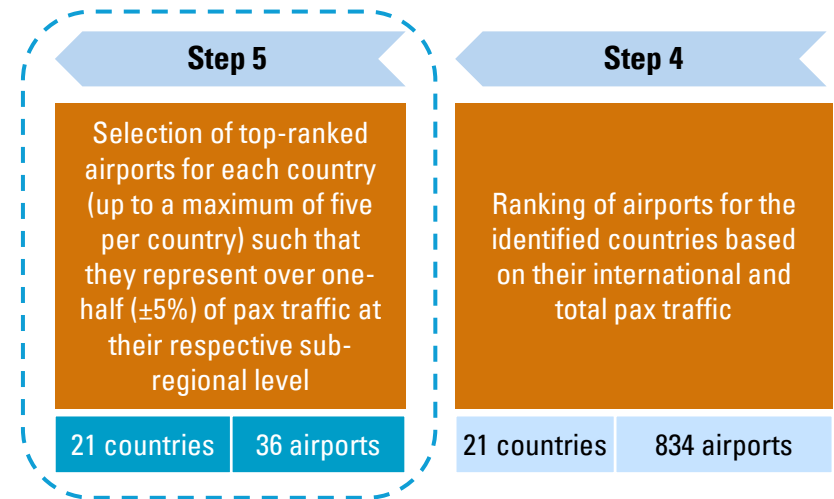 Step 5
Selection of top-ranked
airports for each country
(up to a maximum of five
per country) such that
they represent over one-
half (±5%) of pax traffic at
their respective sub-
regional level
21 countries
36 airports
Step 4
Ranking of airports for the
identified countries based
on their international and
total pax traffic
21 countries
834 airports